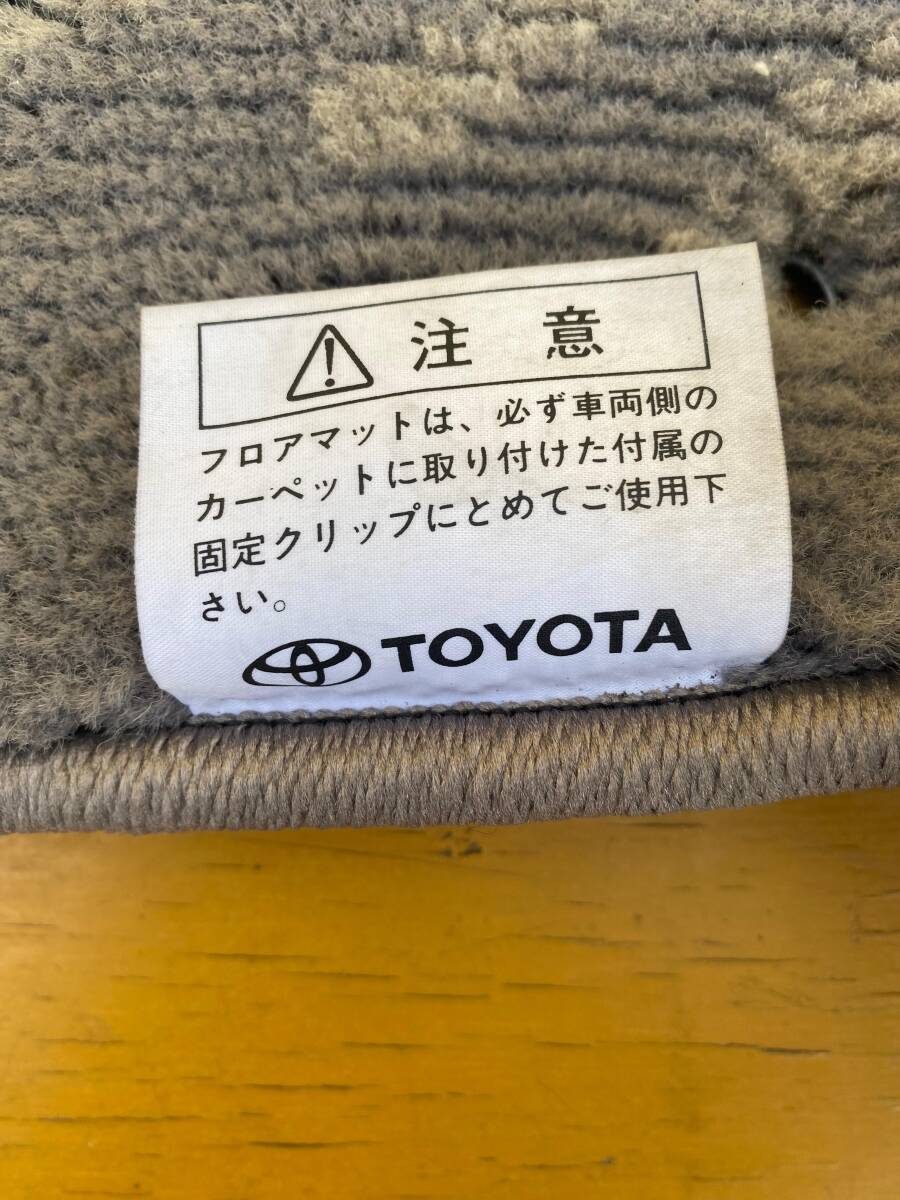 注意
フロアマットは、必ず車両側の
カーペットに取り付けた付属の
固定クリップにとめてご使用下
さい。
TOYOTA